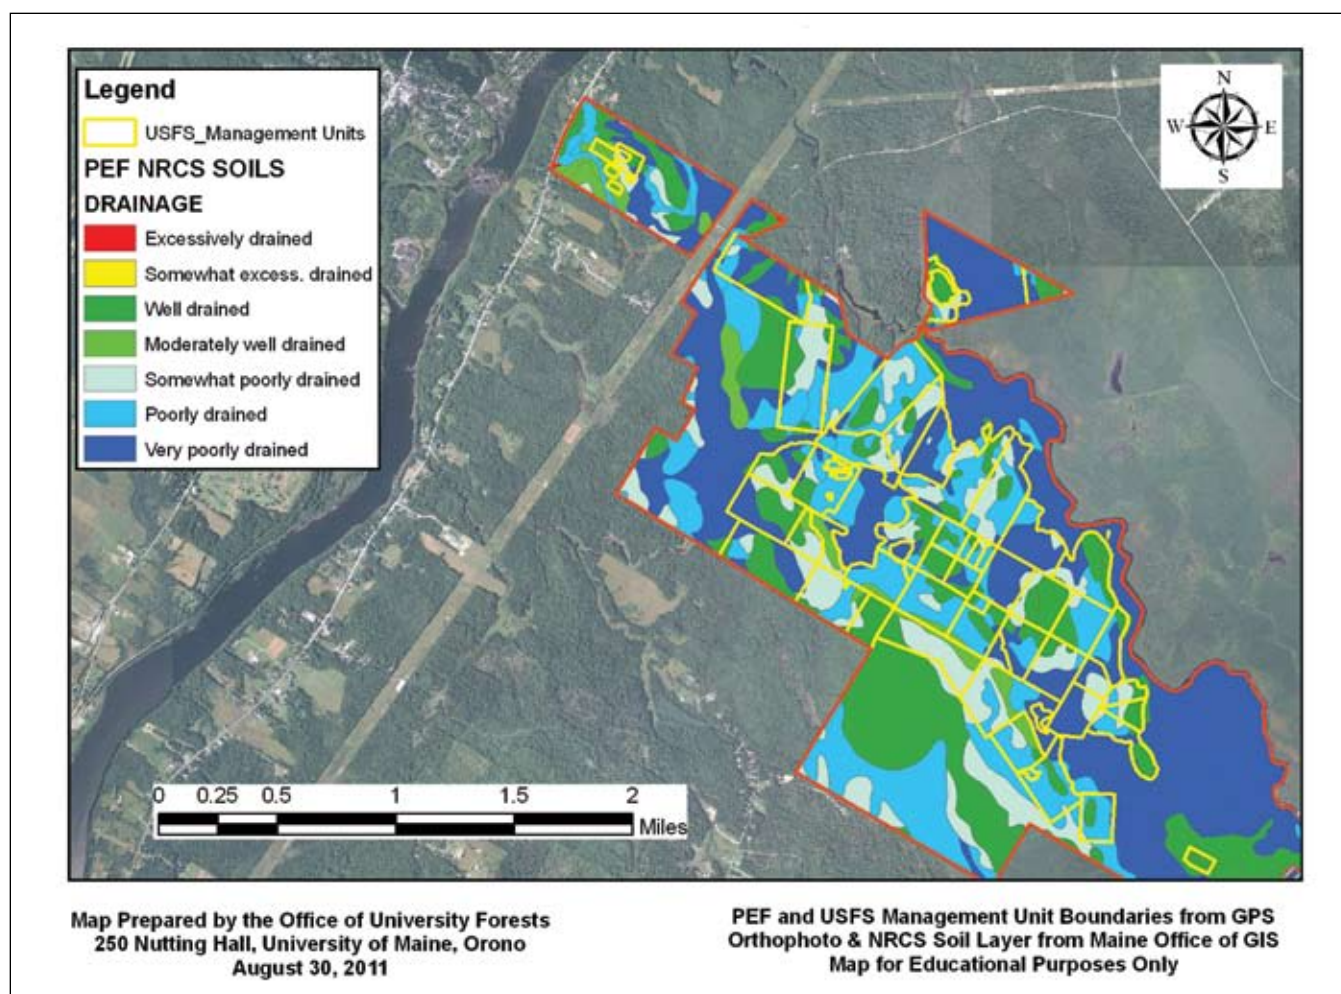 Legend
USFS_Management Units
PEF NRCS SOILS
DRAINAGE
Excessively drained
Somewhat excess. drained
Well drained
Moderately well drained
Somewhat poorly drained
Poorly drained
Very poorly drained
N
W E
S
0 0.25 0.5 1 1.5 2
Miles
Map Prepared by the Office of University Forests
250 Nutting Hall, University of Maine, Orono
August 30, 2011
PEF and USFS Management Unit Boundaries from GPS
Orthophoto & NRCS Soil Layer from Maine Office of GIS
Map for Educational Purposes Only